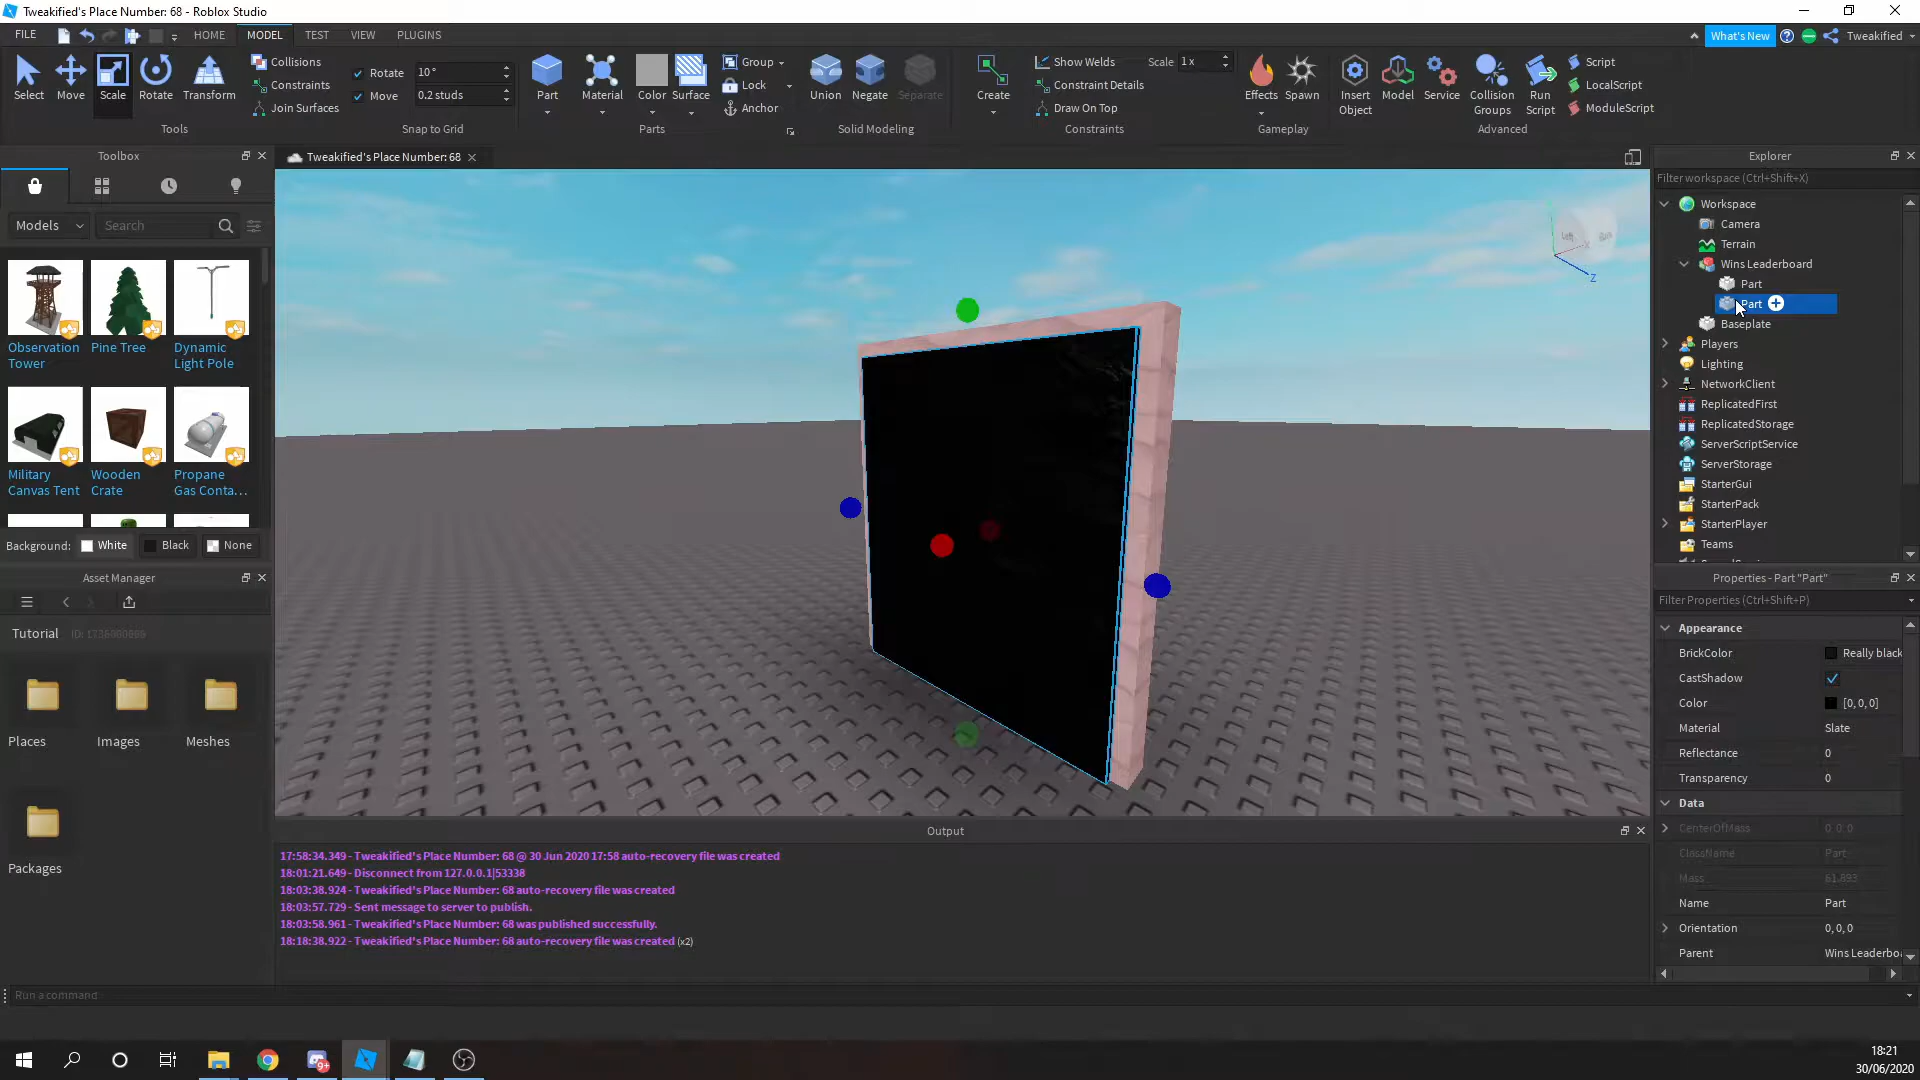 Tweakified's Place Number: 68 - Roblox Studio
FILE HOME MODEL TEST VIEW PLUGINS What's New Tweakified
Select Move Scale Rotate Transform
Collisions
Constraints
Join Surfaces
Tools
Rotate 10°
Move 0.2 studs
Snap to Grid
Part Material Color Surface
Group
Lock
Anchor
Parts
Union Negate Separate
Solid Modeling
Create
Show Welds Scale 1x
Constraint Details
Draw On Top
Constraints
Effects Spawn
Gameplay
Insert Object
Model
Service
Collision Groups
Run Script
Script
LocalScript
ModuleScript
Advanced
Toolbox
Models Search
Observation Tower
Pine Tree
Dynamic Light Pole
Military Canvas Tent
Wooden Crate
Propane Gas Conta...
Background: White Black None
Asset Manager
Tutorial
Places Images Meshes
Packages
Tweakified's Place Number: 68
Z
Output
17:58:34.349 - Tweakified's Place Number: 68 @ 30 Jun 2020 17:58 auto-recovery file was created
18:01:21.649 - Disconnect from 127.0.0.1|53338
18:03:38.924 - Tweakified's Place Number: 68 auto-recovery file was created
18:03:57.729 - Sent message to server to publish.
18:03:58.961 - Tweakified's Place Number: 68 was published successfully.
18:18:38.922 - Tweakified's Place Number: 68 auto-recovery file was created (x2)
Run a command
Explorer
Filter workspace (Ctrl+Shift+X)
Workspace
Camera
Terrain
Wins Leaderboard
Part
Part
Baseplate
Players
Lighting
NetworkClient
ReplicatedFirst
ReplicatedStorage
ServerScriptService
ServerStorage
StarterGui
StarterPack
StarterPlayer
Teams
Properties - Part "Part"
Filter Properties (Ctrl+Shift+P)
Appearance
BrickColor Really black
CastShadow
Color [0, 0, 0]
Material Slate
Reflectance 0
Transparency 0
Data
CenterOfMass 0, 0, 0
ClassName Part
Mass 61.893
Name Part
Orientation 0, 0, 0
Parent Wins Leaderboa
9+
18:21
30/06/2020